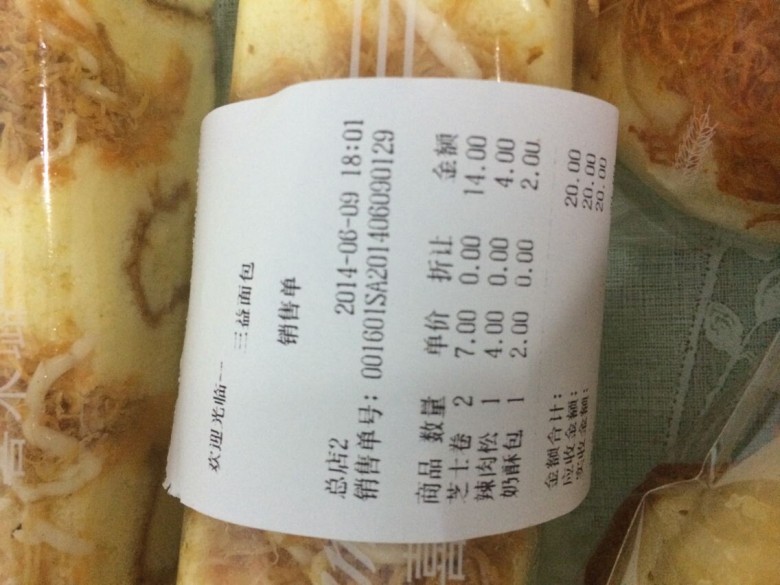 欢迎光临--
三益面包
销售单
总店2 2014-06-09 18:01
销售单号: 001601SA201406090129
商品 数量 单价 折让 金额
芝士卷 2 7.00 0.00 14.00
辣肉松 1 4.00 0.00 4.00
奶酥包 1 2.00 0.00 2.00
金额合计: 20.00
应收金额: 20.00
实收金额: 20.00